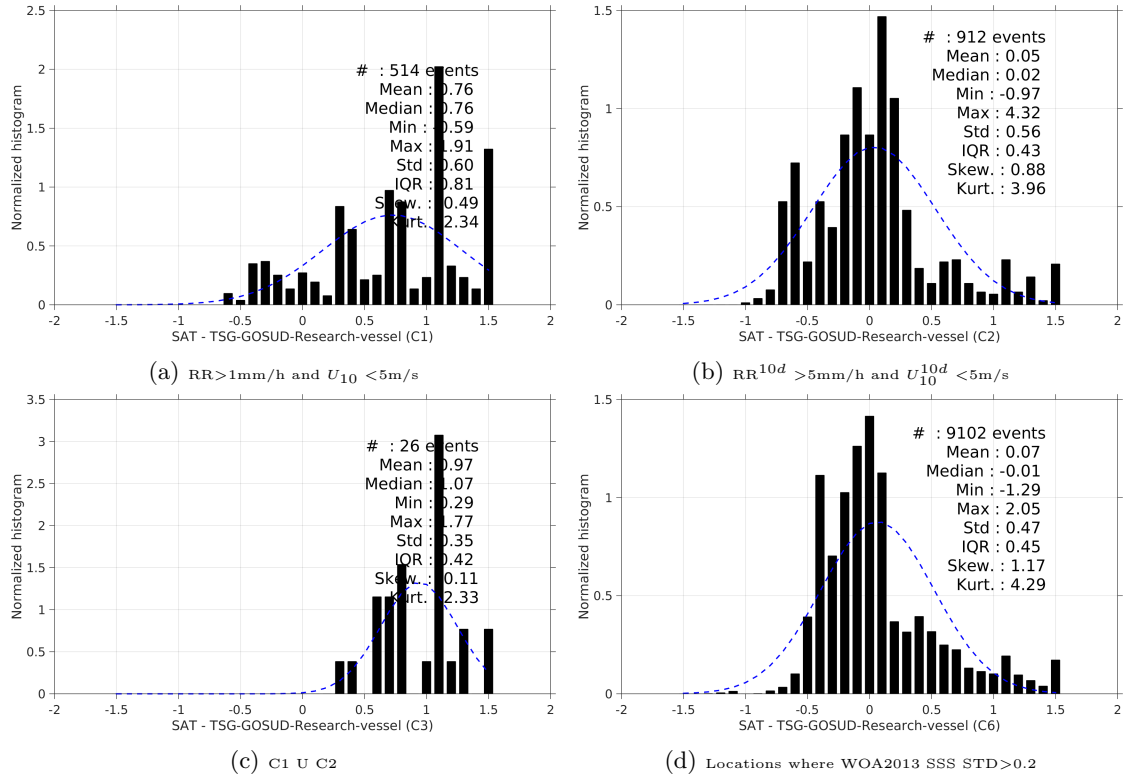 2.5
2
1.5
1
0.5
0
Normalized histogram
# : 514 events
Mean : 0.76
Median : 0.76
Min : -0.59
Max : 1.91
Std : 0.60
IQR : 0.81
Skew. :
Kurt. : 2.34
-2 -1.5 -1 -0.5 0 0.5 1 1.5 2
SAT - TSG-GOSUD-Research-vessel (C1)
(a) RR>1mm/h and U10 <5m/s
1.5
1
0.5
0
Normalized histogram
# : 912 events
Mean : 0.05
Median : 0.02
Min : -0.97
Max : 4.32
Std : 0.56
IQR : 0.43
Skew. : 0.88
Kurt. : 3.96
-2 -1.5 -1 -0.5 0 0.5 1 1.5 2
SAT - TSG-GOSUD-Research-vessel (C2)
(b) RR10d >5mm/h and U10d10 <5m/s
3.5
3
2.5
2
1.5
1
0.5
0
Normalized histogram
# : 26 events
Mean : 0.97
Median : 1.07
Min : 0.29
Max : 1.77
Std : 0.35
IQR : 0.42
Skew. :
Kurt. : 2.33
-2 -1.5 -1 -0.5 0 0.5 1 1.5 2
SAT - TSG-GOSUD-Research-vessel (C3)
(c) C1 U C2
1.5
1
0.5
0
Normalized histogram
# : 9102 events
Mean : 0.07
Median : -0.01
Min : -1.29
Max : 2.05
Std : 0.47
IQR : 0.45
Skew. : 1.17
Kurt. : 4.29
-2 -1.5 -1 -0.5 0 0.5 1 1.5 2
SAT - TSG-GOSUD-Research-vessel (C6)
(d) Locations where WOA2013 SSS STD>0.2